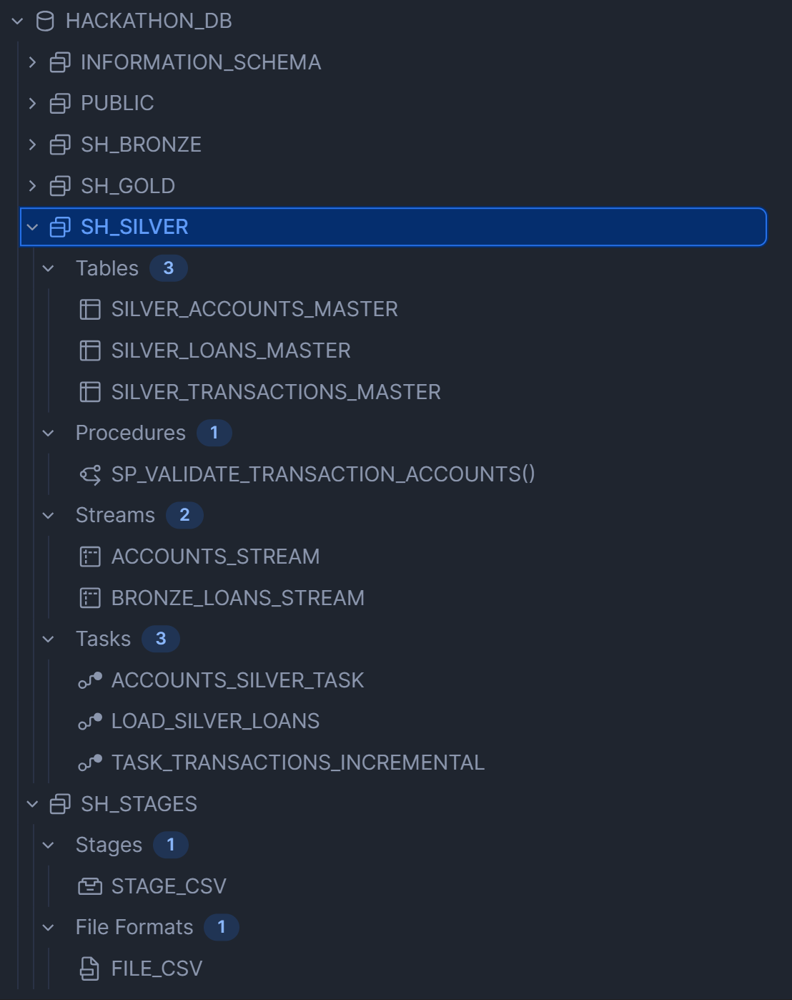 HACKATHON_DB
INFORMATION_SCHEMA
PUBLIC
SH_BRONZE
SH_GOLD
SH_SILVER
Tables 3
SILVER_ACCOUNTS_MASTER
SILVER_LOANS_MASTER
SILVER_TRANSACTIONS_MASTER
Procedures 1
SP_VALIDATE_TRANSACTION_ACCOUNTS()
Streams 2
ACCOUNTS_STREAM
BRONZE_LOANS_STREAM
Tasks 3
ACCOUNTS_SILVER_TASK
LOAD_SILVER_LOANS
TASK_TRANSACTIONS_INCREMENTAL
SH_STAGES
Stages 1
STAGE_CSV
File Formats 1
FILE_CSV